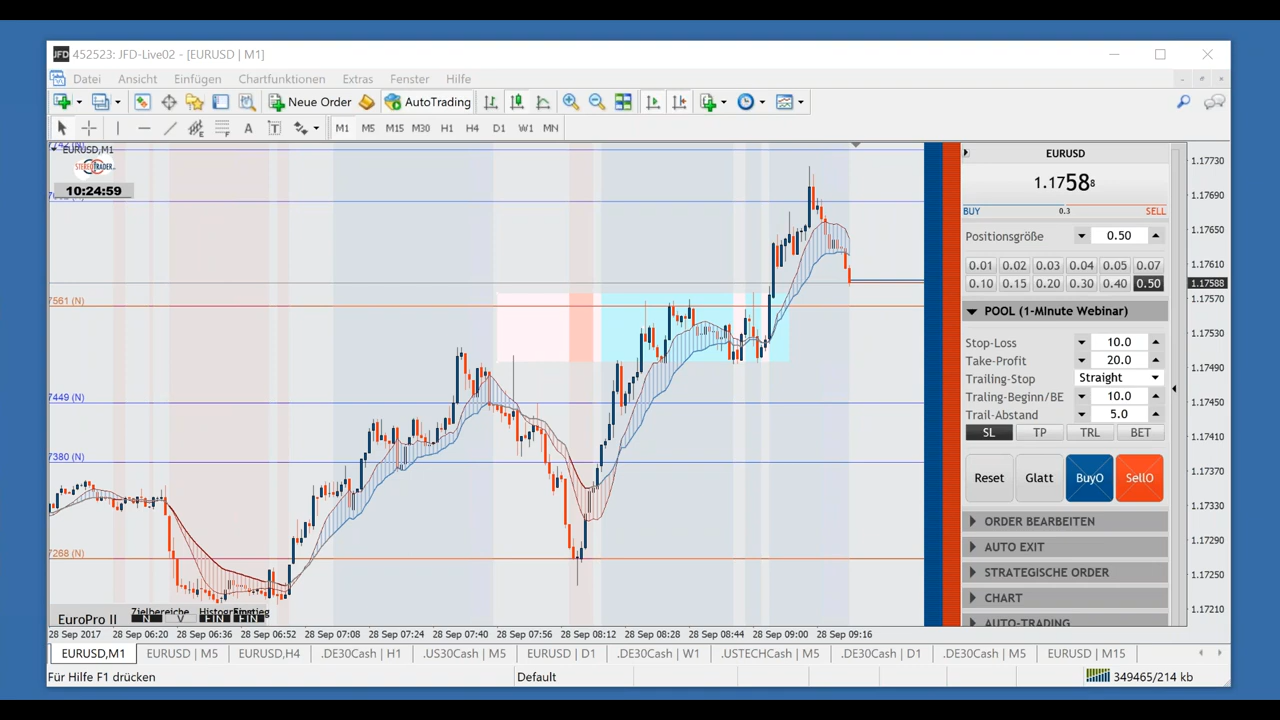 JFD 452523: JFD-Live02 - [EURUSD | M1]
Datei Ansicht Einfügen Chartfunktionen Extras Fenster Hilfe
Neue Order AutoTrading
A T M1 M5 M15 M30 H1 H4 D1 W1 MN
EURUSD,M1
STEREOTRADER
10:24:59
7561 (N)
7449 (N)
7380 (N)
7268 (N)
EuroPro II
Zielbereiche
N V FIN FIN
28 Sep 2017 28 Sep 06:20 28 Sep 06:36 28 Sep 06:52 28 Sep 07:08 28 Sep 07:24 28 Sep 07:40 28 Sep 07:56 28 Sep 08:12 28 Sep 08:28 28 Sep 08:44 28 Sep 09:00 28 Sep 09:16
EURUSD
1.17588
BUY 0.3 SELL
Positionsgröße 0.50
0.01 0.02 0.03 0.04 0.05 0.07
0.10 0.15 0.20 0.30 0.40 0.50
POOL (1-Minute Webinar)
Stop-Loss 10.0
Take-Profit 20.0
Trailing-Stop Straight
Traling-Beginn/BE 10.0
Trail-Abstand 5.0
SL TP TRL BET
Reset Glatt BuyO SellO
ORDER BEARBEITEN
AUTO EXIT
STRATEGISCHE ORDER
CHART
AUTO-TRADING
1.17730
1.17690
1.17650
1.17610
1.17588
1.17570
1.17530
1.17490
1.17450
1.17410
1.17370
1.17330
1.17290
1.17250
1.17210
EURUSD,M1 EURUSD | M5 EURUSD,H4 .DE30Cash | H1 .US30Cash | M5 EURUSD | D1 .DE30Cash | W1 .USTECHCash | M5 .DE30Cash | D1 .DE30Cash | M5 EURUSD | M15
Für Hilfe F1 drücken Default 349465/214 kb